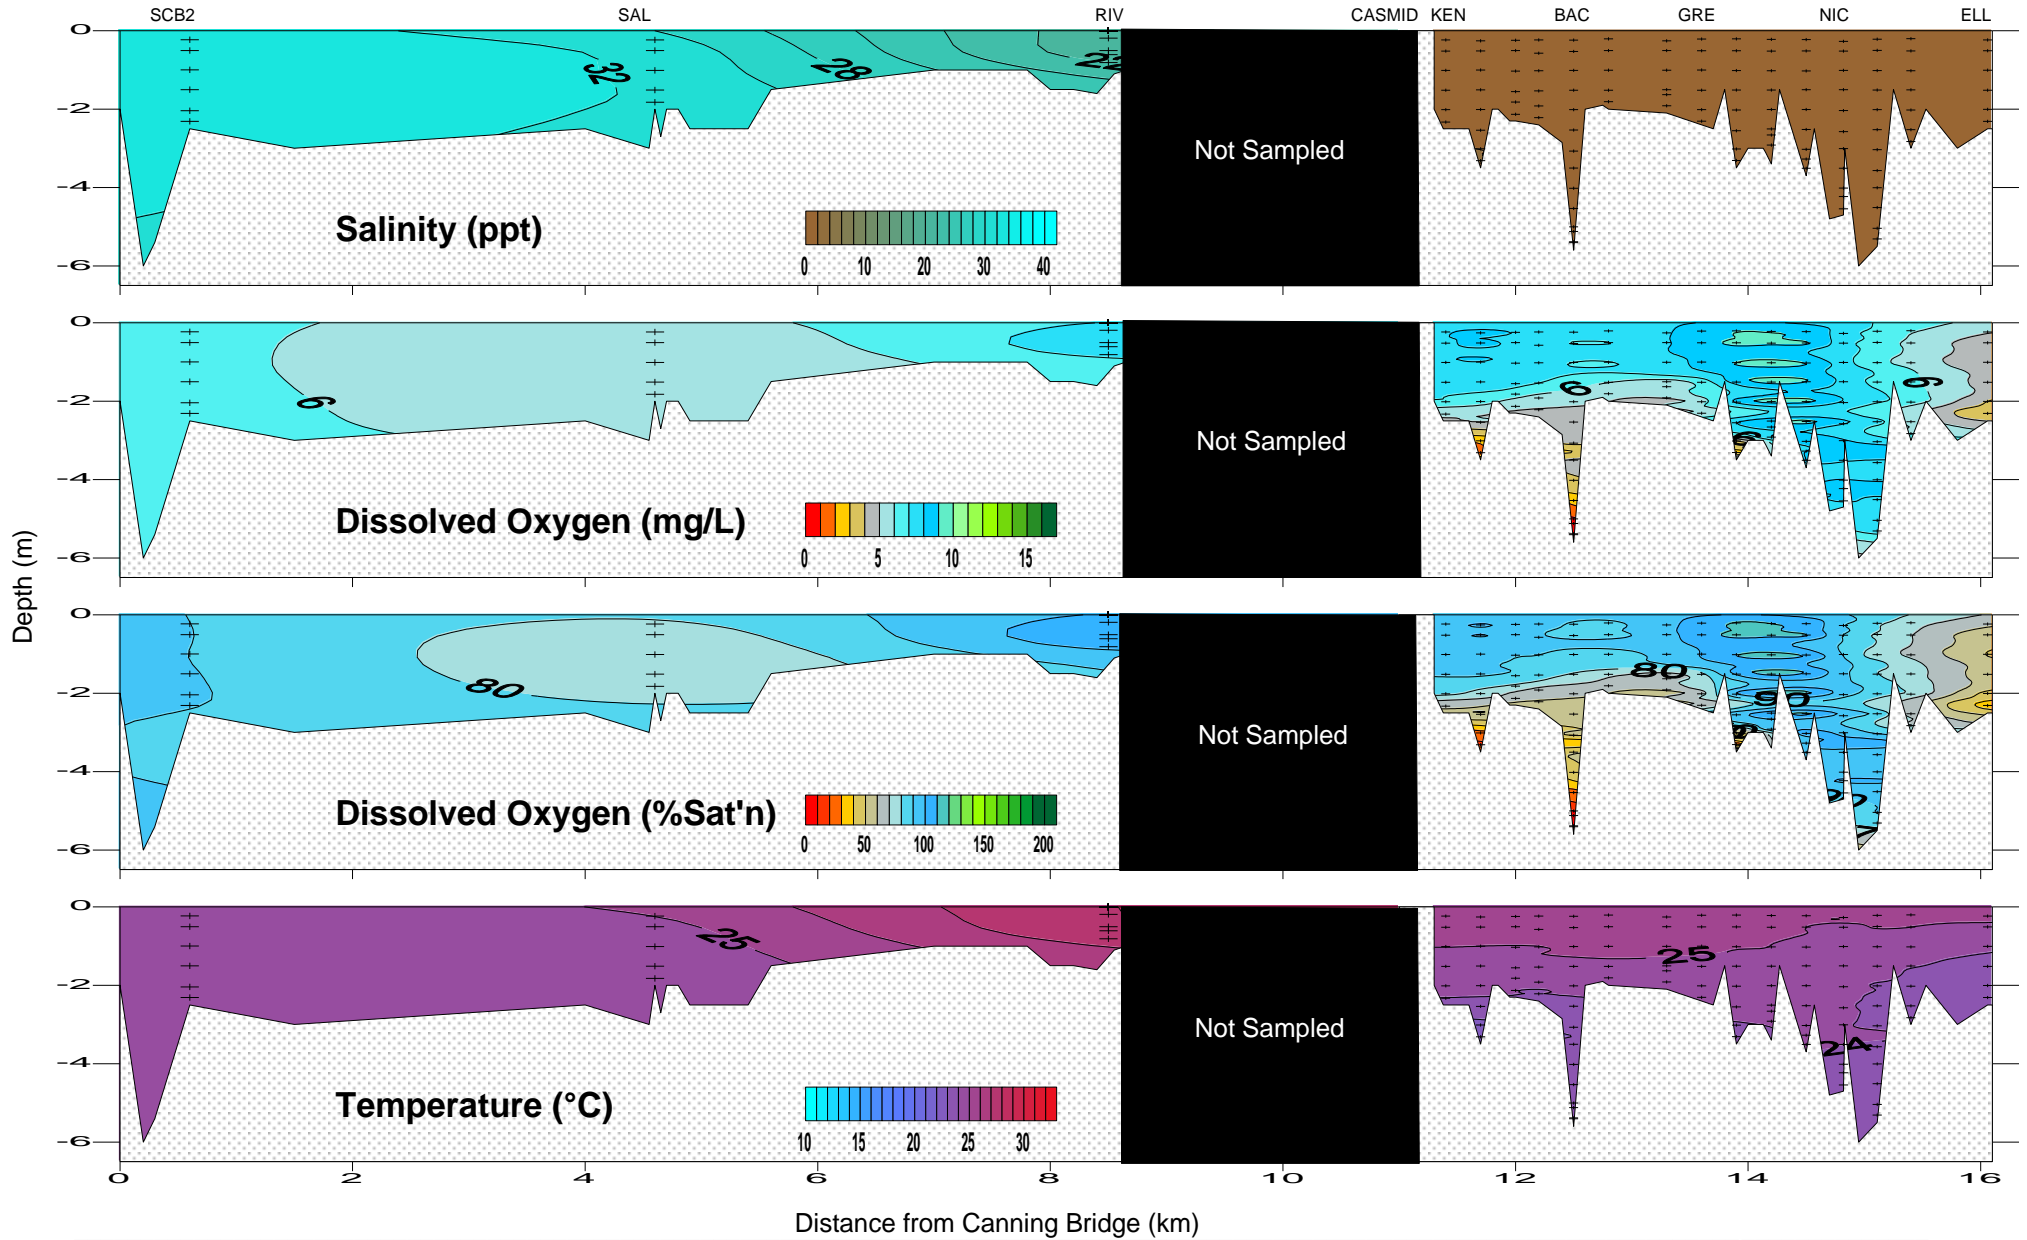 SCB2 SAL RIV CASMID KEN BAC GRE NIC ELL
0
-2
-4
-6
32 28 22
Not Sampled
Salinity (ppt)
0 10 20 30 40
0
-2
-4
-6
6 6 6
Not Sampled
Dissolved Oxygen (mg/L)
0 5 10 15
Depth (m)
0
-2
-4
-6
80 80 90
Not Sampled
Dissolved Oxygen (%Sat'n)
0 50 100 150 200
0
-2
-4
-6
25 25 24
Not Sampled
Temperature (°C)
10 15 20 25 30
0 2 4 6 8 10 12 14 16
Distance from Canning Bridge (km)